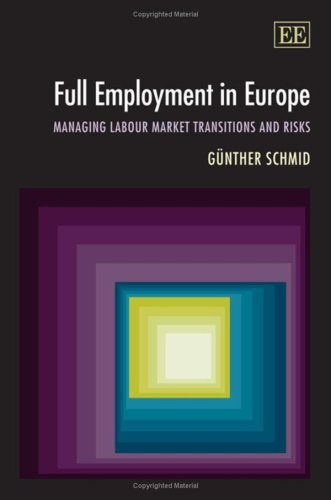 EE
Full Employment in Europe
MANAGING LABOUR MARKET TRANSITIONS AND RISKS
GÜNTHER SCHMID
Copyrighted Material
Copyrighted Material